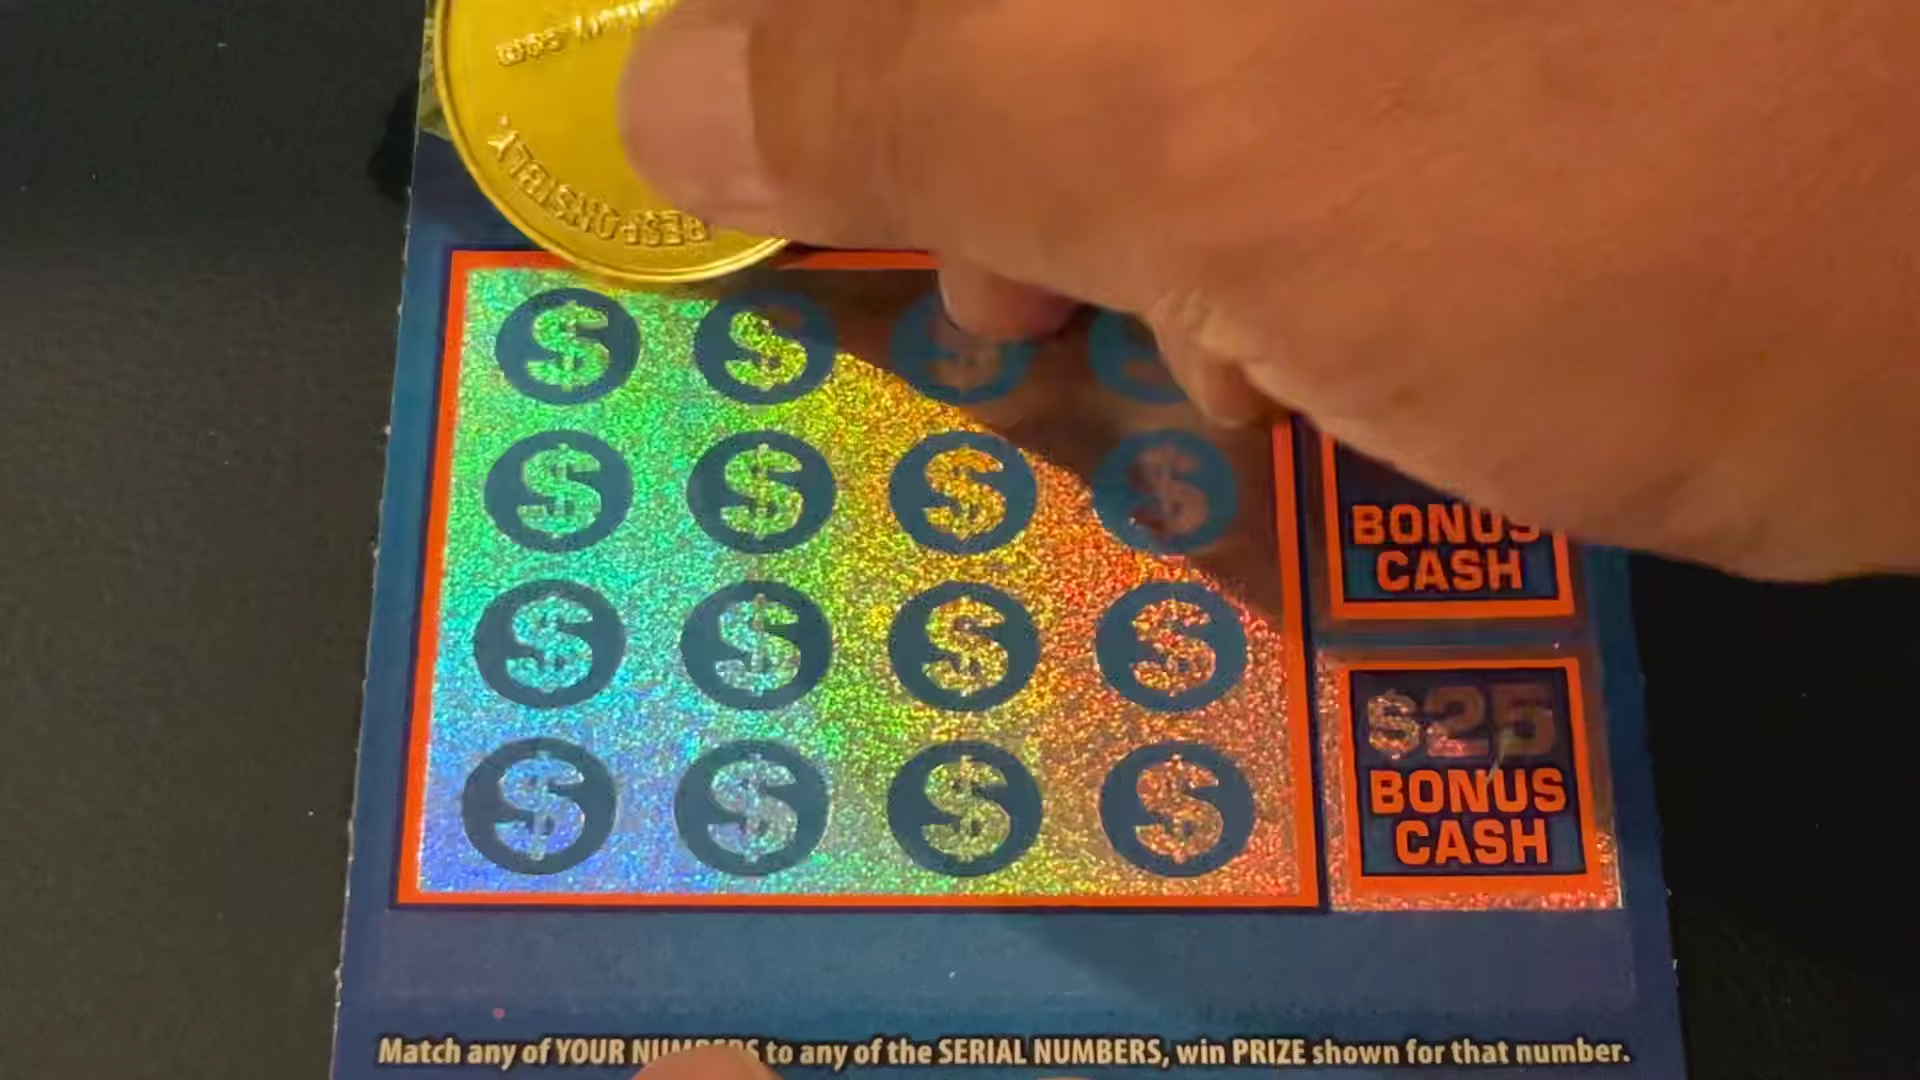 RESPONSIBLY
BONUS
CASH
$25
BONUS
CASH
Match any of YOUR NUMBERS to any of the SERIAL NUMBERS, win PRIZE shown for that number.